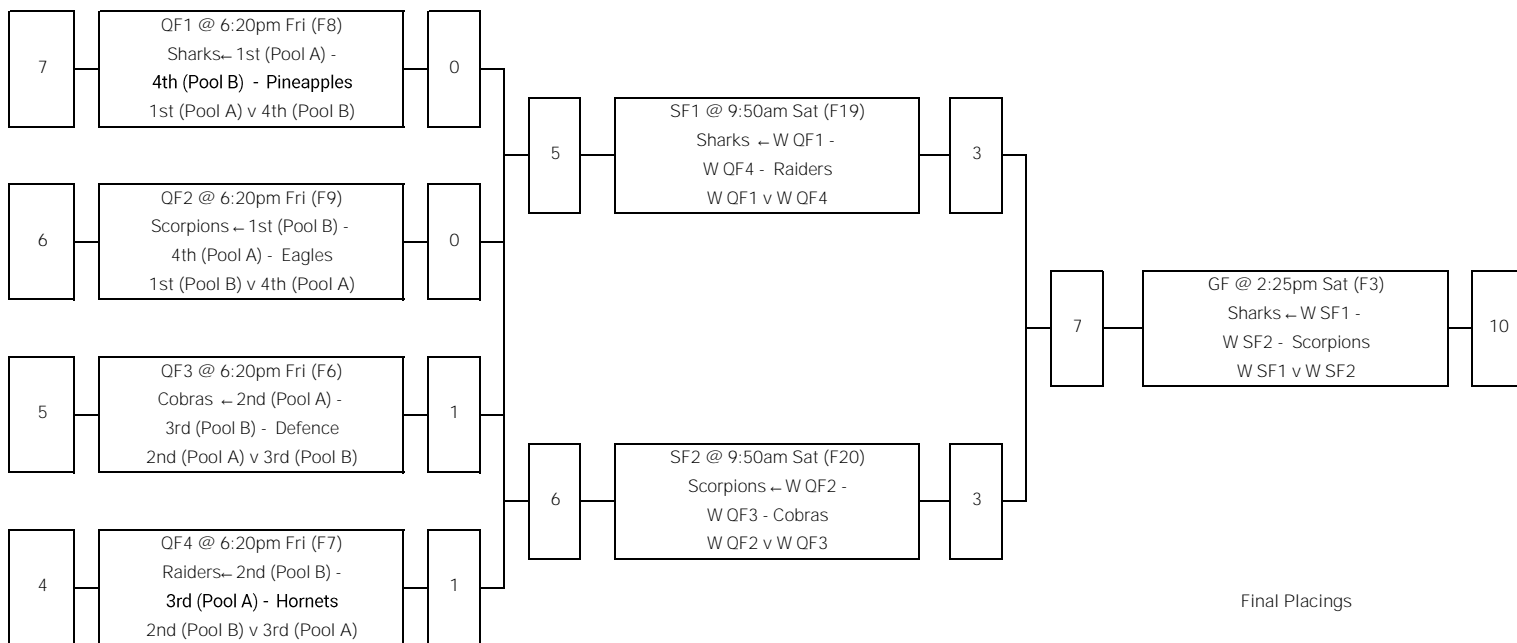 7
QF1 @ 6:20pm Fri (F8)
Sharks←1st (Pool A) -
4th (Pool B) - Pineapples
1st (Pool A) v 4th (Pool B)
0
6
QF2 @ 6:20pm Fri (F9)
Scorpions←1st (Pool B) -
4th (Pool A) - Eagles
1st (Pool B) v 4th (Pool A)
0
5
QF3 @ 6:20pm Fri (F6)
Cobras ←2nd (Pool A) -
3rd (Pool B) - Defence
2nd (Pool A) v 3rd (Pool B)
1
4
QF4 @ 6:20pm Fri (F7)
Raiders←2nd (Pool B) -
3rd (Pool A) - Hornets
2nd (Pool B) v 3rd (Pool A)
1
5
SF1 @ 9:50am Sat (F19)
Sharks ←W QF1 -
W QF4 - Raiders
W QF1 v W QF4
3
6
SF2 @ 9:50am Sat (F20)
Scorpions←W QF2 -
W QF3 - Cobras
W QF2 v W QF3
3
7
GF @ 2:25pm Sat (F3)
Sharks←W SF1 -
W SF2 - Scorpions
W SF1 v W SF2
10
Final Placings